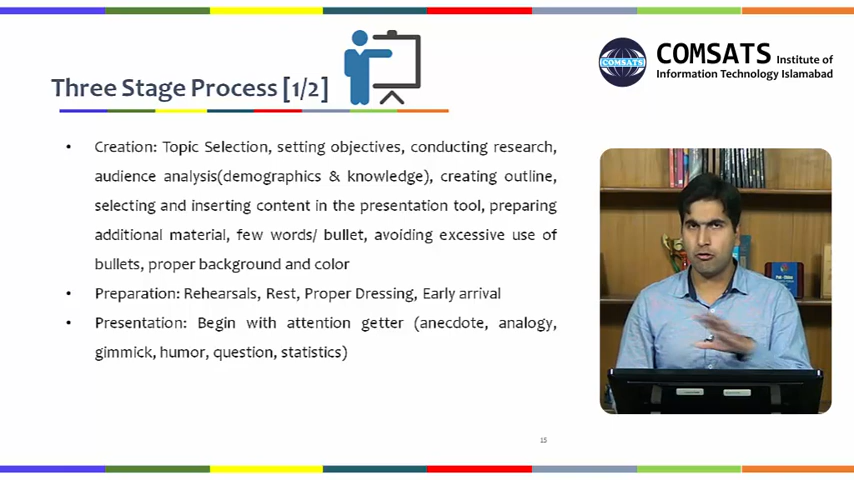 COMSATS Institute of
Information Technology Islamabad
COMSATS
Three Stage Process [1/2]
• Creation: Topic Selection, setting objectives, conducting research,
audience analysis(demographics & knowledge), creating outline,
selecting and inserting content in the presentation tool, preparing
additional material, few words/ bullet, avoiding excessive use of
bullets, proper background and color
• Preparation: Rehearsals, Rest, Proper Dressing, Early arrival
• Presentation: Begin with attention getter (anecdote, analogy,
gimmick, humor, question, statistics)
15